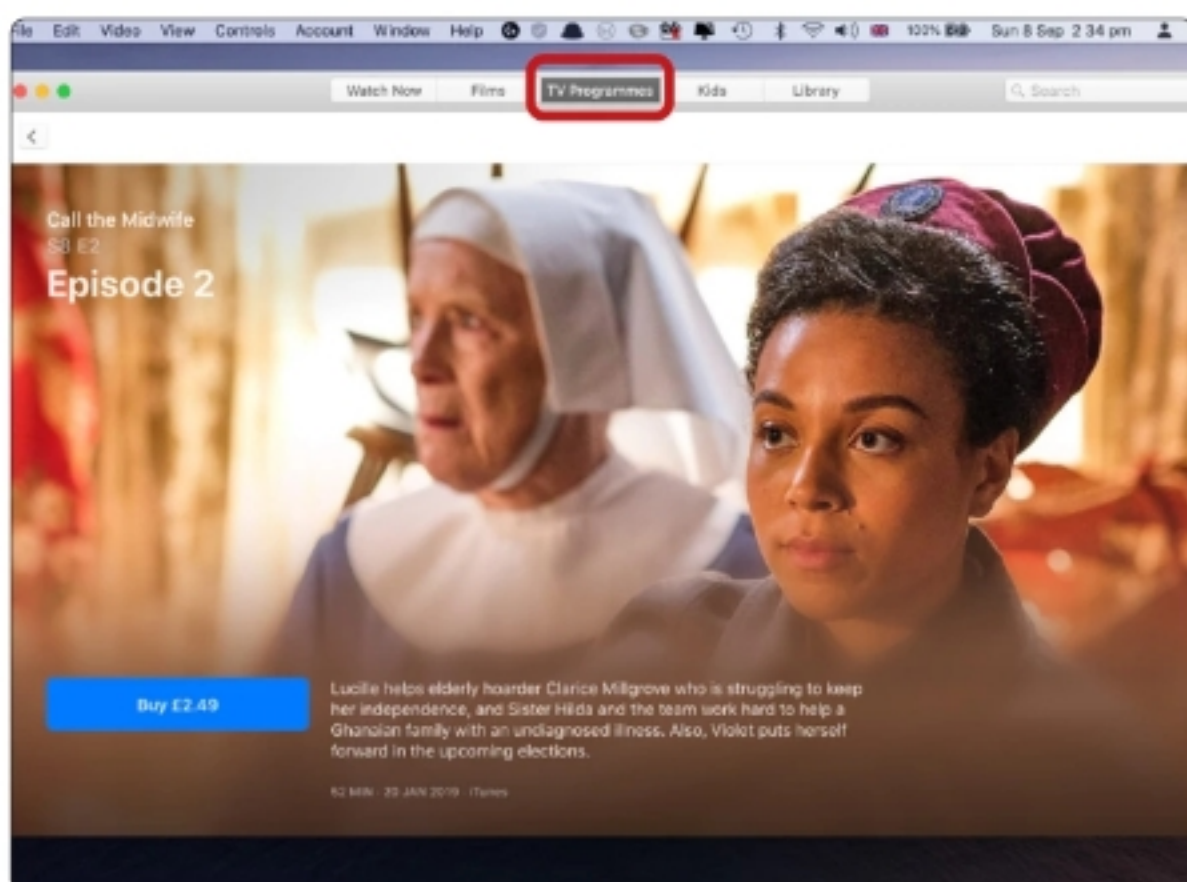 File Edit Video View Controls Account Window Help 100% Sun 8 Sep 2 34 pm
Watch Now Films TV Programmes Kids Library Search
Call the Midwife
S8 E2
Episode 2
Buy £2.49
Lucille helps elderly hoarder Clarice Millgrove who is struggling to keep
her independence, and Sister Hilda and the team work hard to help a
Ghanaian family with an undiagnosed illness. Also, Violet puts herself
forward in the upcoming elections.
20 JAN 2019 · iTunes